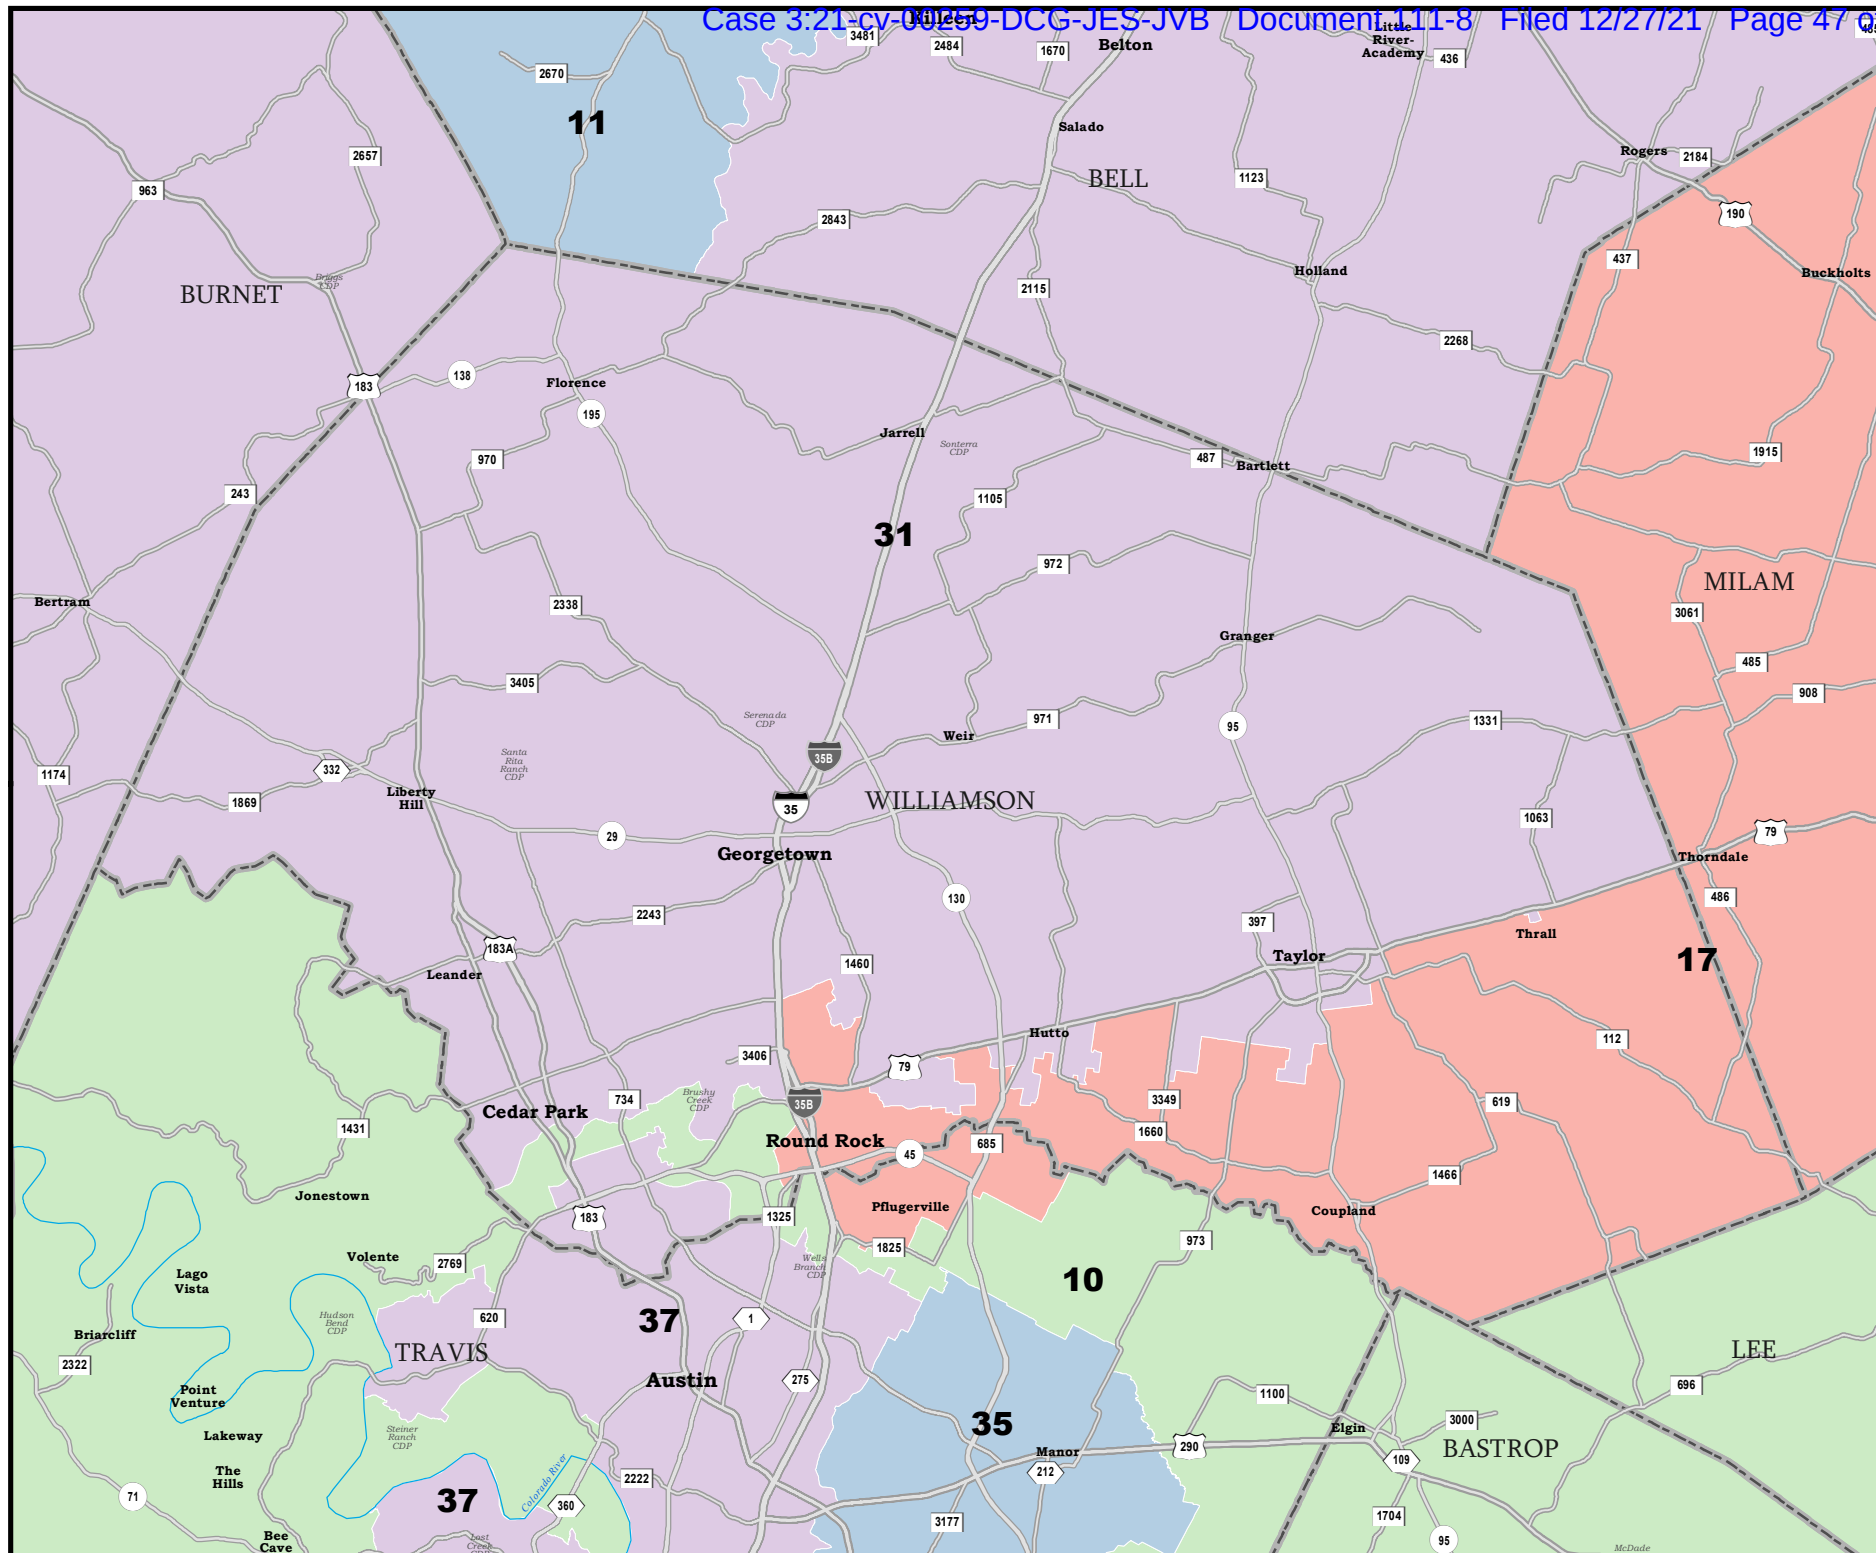 Case 3:21-cv-00259-DCG-JES-JVB Document 111-8 Filed 12/27/21 Page 47 o
Killeen
Little
River-
Academy
3481
2484
1670
Belton
436
485
2670
11
Salado
2657
963
Rogers
2184
BELL
1123
190
2843
437
Buckholts
Holland
Briggs
CDP
BURNET
2115
2268
183
138
Florence
195
Jarrell
Sonterra
CDP
970
487
Bartlett
1915
243
1105
31
972
MILAM
Bertram
2338
3061
Granger
485
3405
908
Serenada
CDP
971
95
1331
Weir
35B
Santa
Rita
Ranch
CDP
332
1174
1869
Liberty
Hill
35
WILLIAMSON
1063
79
29
Georgetown
Thorndale
130
486
2243
397
Thrall
183A
Taylor
17
Leander
1460
Hutto
112
3406
79
734
Brushy
Creek
CDP
35B
3349
619
Cedar Park
1431
1660
Round Rock
685
45
1466
Jonestown
Pflugerville
Coupland
183
1325
973
1825
Volente
2769
Wells
Branch
CDP
Lago
Vista
10
Hudson
Bend
CDP
620
37
1
Briarcliff
TRAVIS
LEE
2322
Austin
275
696
Point
Venture
1100
35
3000
Elgin
Lakeway
Steiner
Ranch
CDP
Manor
290
BASTROP
109
The
Hills
Colorado River
2222
212
71
37
360
3177
1704
Bee
Cave
Lost
Creek
CDP
95
McDade